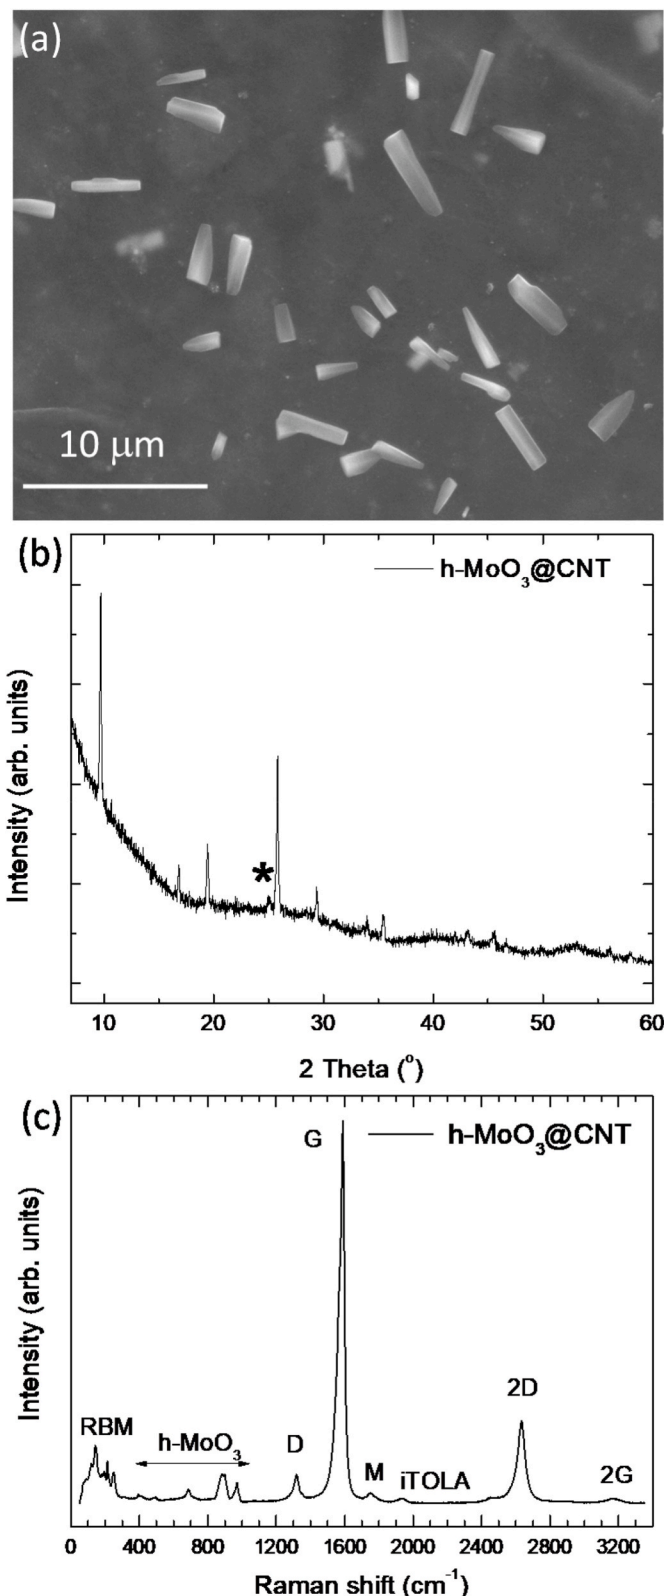 (a)
10 μm
(b)
h-MoO₃@CNT
*
Intensity (arb. units)
10 20 30 40 50 60
2 Theta (°)
(c)
G
h-MoO₃@CNT
Intensity (arb. units)
2D
RBM
h-MoO₃
D
M
iTOLA
2G
0 400 800 1200 1600 2000 2400 2800 3200
Raman shift (cm⁻¹)